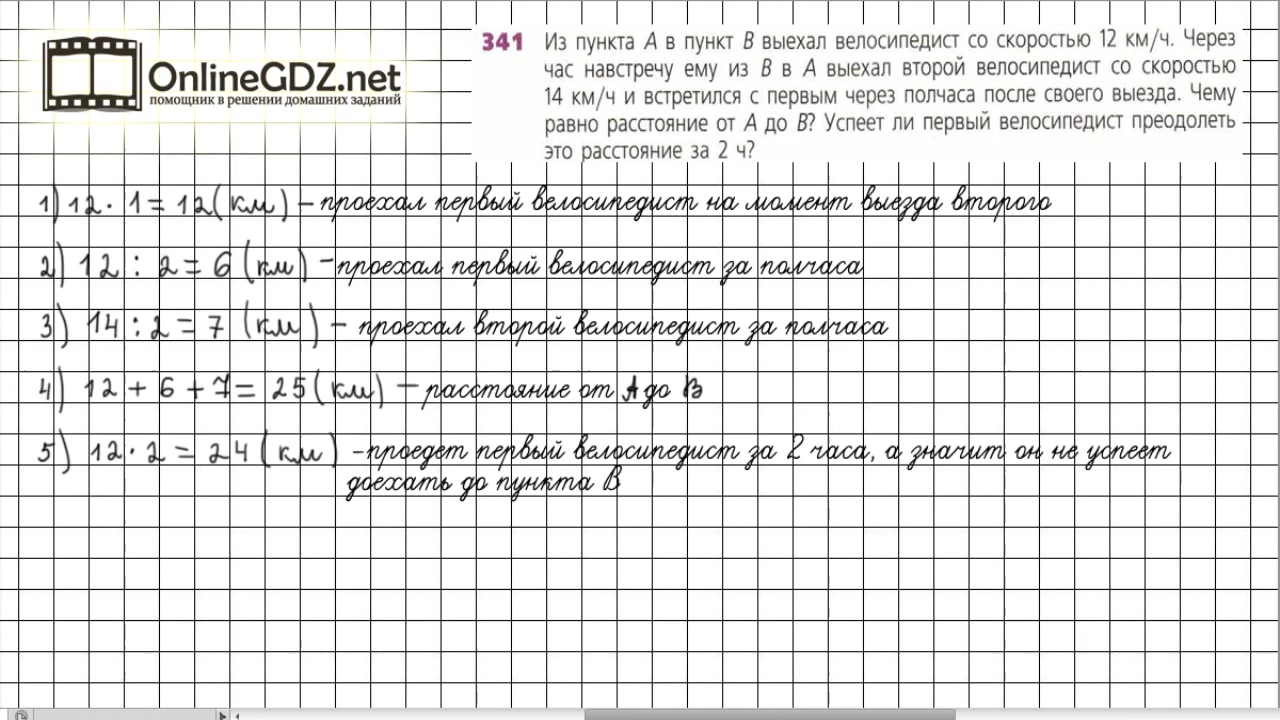 OnlineGDZ.net
помощник в решении домашних заданий
341 Из пункта A в пункт B выехал велосипедист со скоростью 12 км/ч. Через
час навстречу ему из B в A выехал второй велосипедист со скоростью
14 км/ч и встретился с первым через полчаса после своего выезда. Чему
равно расстояние от A до B? Успеет ли первый велосипедист преодолеть
это расстояние за 2 ч?
1) 12 · 1 = 12 (км) – проехал первый велосипедист на момент выезда второго
2) 12 : 2 = 6 (км) – проехал первый велосипедист за полчаса
3) 14 : 2 = 7 (км) – проехал второй велосипедист за полчаса
4) 12 + 6 + 7 = 25 (км) – расстояние от А до В
5) 12 · 2 = 24 (км) – проедет первый велосипедист за 2 часа, а значит он не успеет
доехать до пункта В